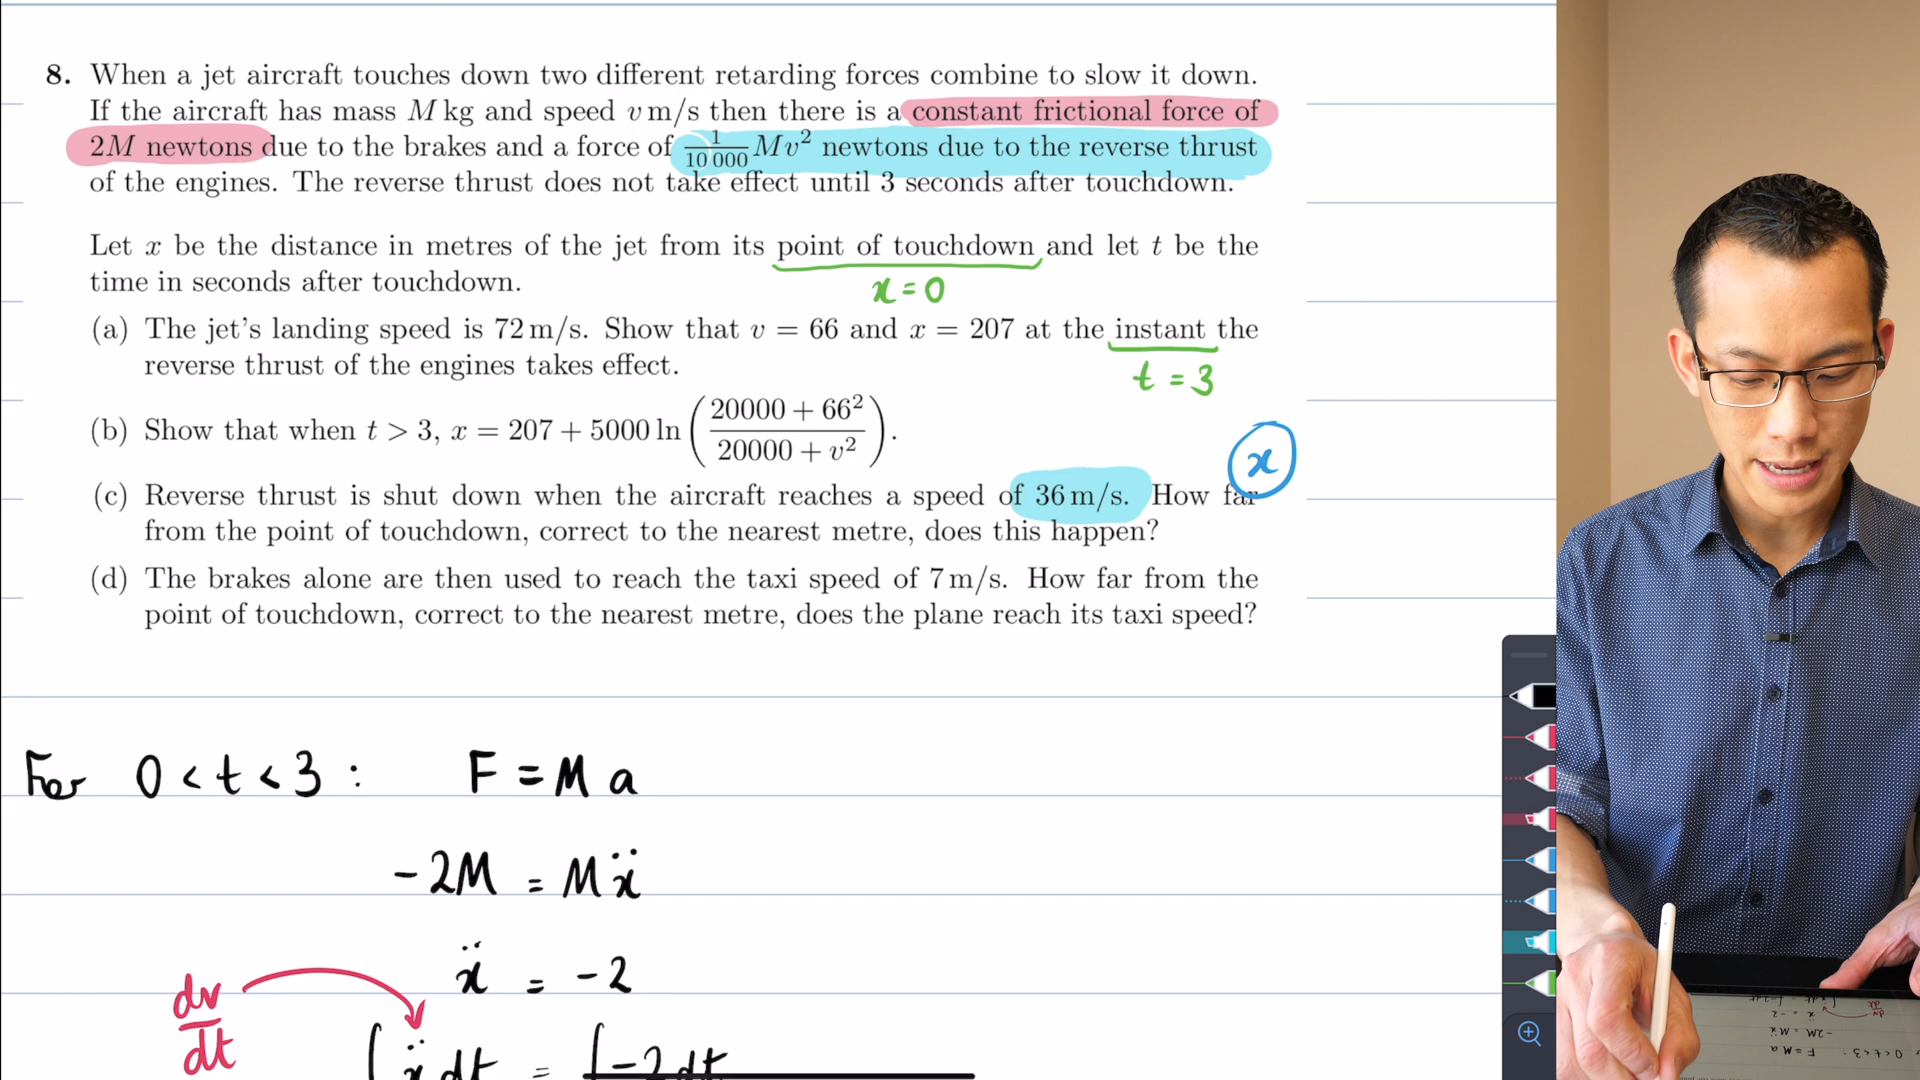 8. When a jet aircraft touches down two different retarding forces combine to slow it down.
If the aircraft has mass M kg and speed v m/s then there is a constant frictional force of
2M newtons due to the brakes and a force of 1/10 000 Mv² newtons due to the reverse thrust
of the engines. The reverse thrust does not take effect until 3 seconds after touchdown.
Let x be the distance in metres of the jet from its point of touchdown and let t be the
time in seconds after touchdown.
x = 0
(a) The jet's landing speed is 72 m/s. Show that v = 66 and x = 207 at the instant the
reverse thrust of the engines takes effect.
t = 3
(b) Show that when t > 3, x = 207 + 5000 ln((20000 + 66²)/(20000 + v²)).
x
(c) Reverse thrust is shut down when the aircraft reaches a speed of 36 m/s. How far
from the point of touchdown, correct to the nearest metre, does this happen?
(d) The brakes alone are then used to reach the taxi speed of 7 m/s. How far from the
point of touchdown, correct to the nearest metre, does the plane reach its taxi speed?
For 0 < t < 3 : F = M a
-2M = Mẍ
ẍ = -2
dv/dt
∫ ẍ dt = ∫ -2 dt